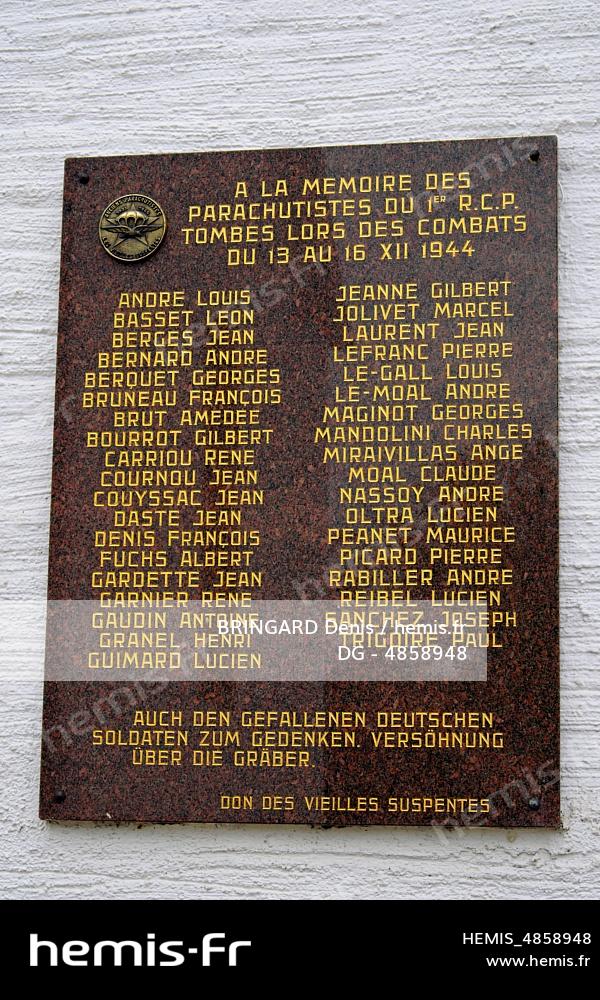 A LA MEMOIRE DES
PARACHUTISTES DU 1ER R.C.P.
TOMBES LORS DES COMBATS
DU 13 AU 16 XII 1944
ANDRE LOUIS
BASSET LEON
BERGES JEAN
BERNARD ANDRE
BERQUET GEORGES
BRUNEAU FRANÇOIS
BRUT AMEDEE
BOURROT GILBERT
CARRIOU RENE
COURNOU JEAN
COUYSSAC JEAN
DASTE JEAN
DENIS FRANÇOIS
FUCHS ALBERT
GARDETTE JEAN
GARNIER RENE
GAUDIN ANTOINE
GRANEL HENRI
GUIMARD LUCIEN
JEANNE GILBERT
JOLIVET MARCEL
LAURENT JEAN
LEFRANC PIERRE
LE-GALL LOUIS
LE-MOAL ANDRE
MAGINOT GEORGES
MANDOLINI CHARLES
MIRAIVILLAS ANGE
MOAL CLAUDE
NASSOY ANDRE
OLTRA LUCIEN
PEANET MAURICE
PICARD PIERRE
RABILLER ANDRE
REIBEL LUCIEN
SANCHEZ JOSEPH
PAUL
BRINGARD Denis / hemis.fr
DG - 4858948
AUCH DEN GEFALLENEN DEUTSCHEN
SOLDATEN ZUM GEDENKEN. VERSÖHNUNG
ÜBER DIE GRÄBER.
DON DES VIEILLES SUSPENTES
hemis-fr
HEMIS_4858948
www.hemis.fr